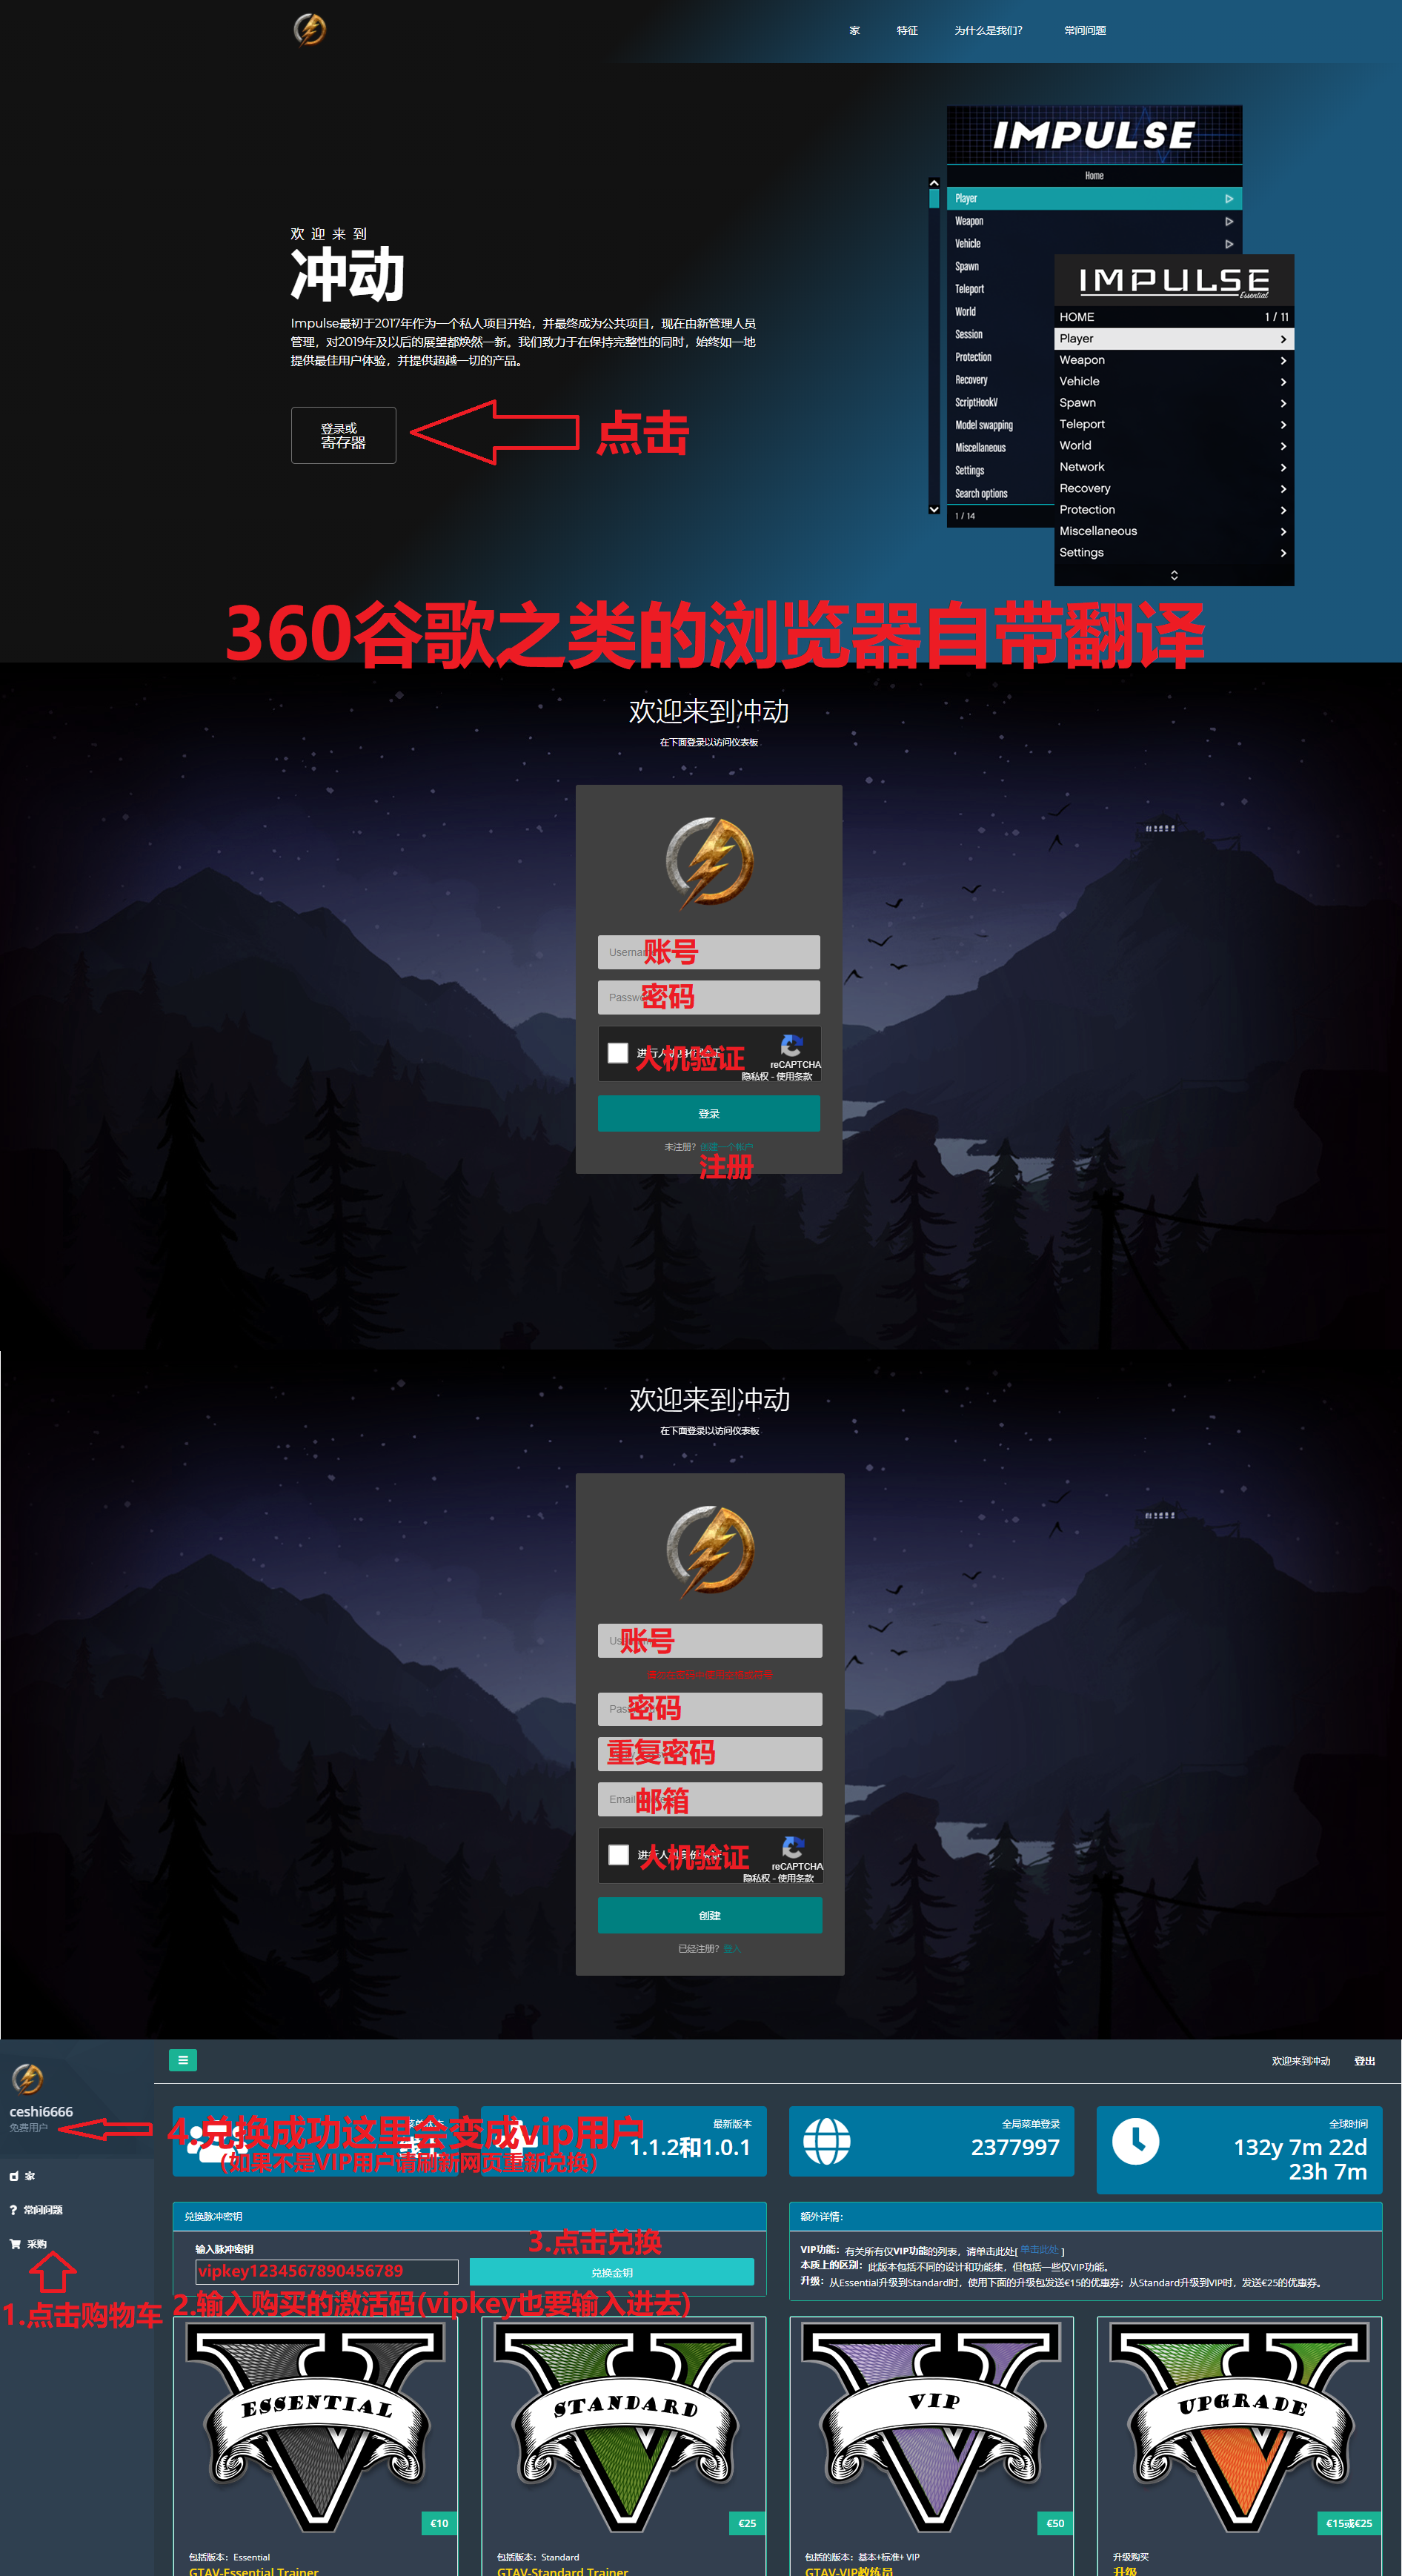 家 特征 为什么是我们？ 常问问题
IMPULSE
Home
Player
Weapon
Vehicle
Spawn
Teleport
World
Session
Protection
Recovery
ScriptHookV
Model swapping
Miscellaneous
Settings
Search options
1 / 14
IMPULSE
Essential
HOME 1 / 11
Player
Weapon
Vehicle
Spawn
Teleport
World
Network
Recovery
Protection
Miscellaneous
Settings
欢迎来到
冲动
Impulse最初于2017年作为一个私人项目开始，并最终成为公共项目，现在由新管理人员
管理，对2019年及以后的展望都焕然一新。我们致力于在保持完整性的同时，始终如一地
提供最佳用户体验，并提供超越一切的产品。
登录或
寄存器
点击
360谷歌之类的浏览器自带翻译
欢迎来到冲动
在下面登录以访问仪表板
账号
密码
人机验证
reCAPTCHA
隐私权 - 使用条款
登录
未注册？创建一个帐户
注册
欢迎来到冲动
在下面登录以访问仪表板
账号
密码
重复密码
Email
邮箱
人机验证
reCAPTCHA
隐私权 - 使用条款
创建
已经注册？登入
欢迎来到冲动 登出
ceshi6666
免费用户
4.兑换成功这里会变成vip用户
（如果不是VIP用户请刷新网页重新兑换）
最新版本
1.1.2和1.0.1
全局菜单登录
2377997
全球时间
132y 7m 22d
23h 7m
家
常问问题
采购
1.点击购物车
兑换脉冲密钥
输入脉冲密钥
vipkey1234567890456789
3.点击兑换
兑换金钥
2.输入购买的激活码(vipkey也要输入进去)
额外详情：
VIP功能：有关所有仅VIP功能的列表，请单击此处[ 单击此处 ]
本质上的区别：此版本包括不同的设计和功能集，但包括一些仅VIP功能。
升级：从Essential升级到Standard时，使用下面的升级包发送€15的优惠券；从Standard升级到VIP时，发送€25的优惠券。
ESSENTIAL
€10
包括版本：Essential
GTAV-Essential Trainer
STANDARD
€25
包括版本：Standard
GTAV-Standard Trainer
VIP
€50
包括的版本：基本+标准+ VIP
GTAV-VIP教练员
UPGRADE
€15或€25
升级购买
升级